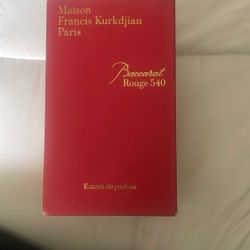 Maison
Francis Kurkdjian
Paris
Baccarat
Rouge 540
Extrait de parfum